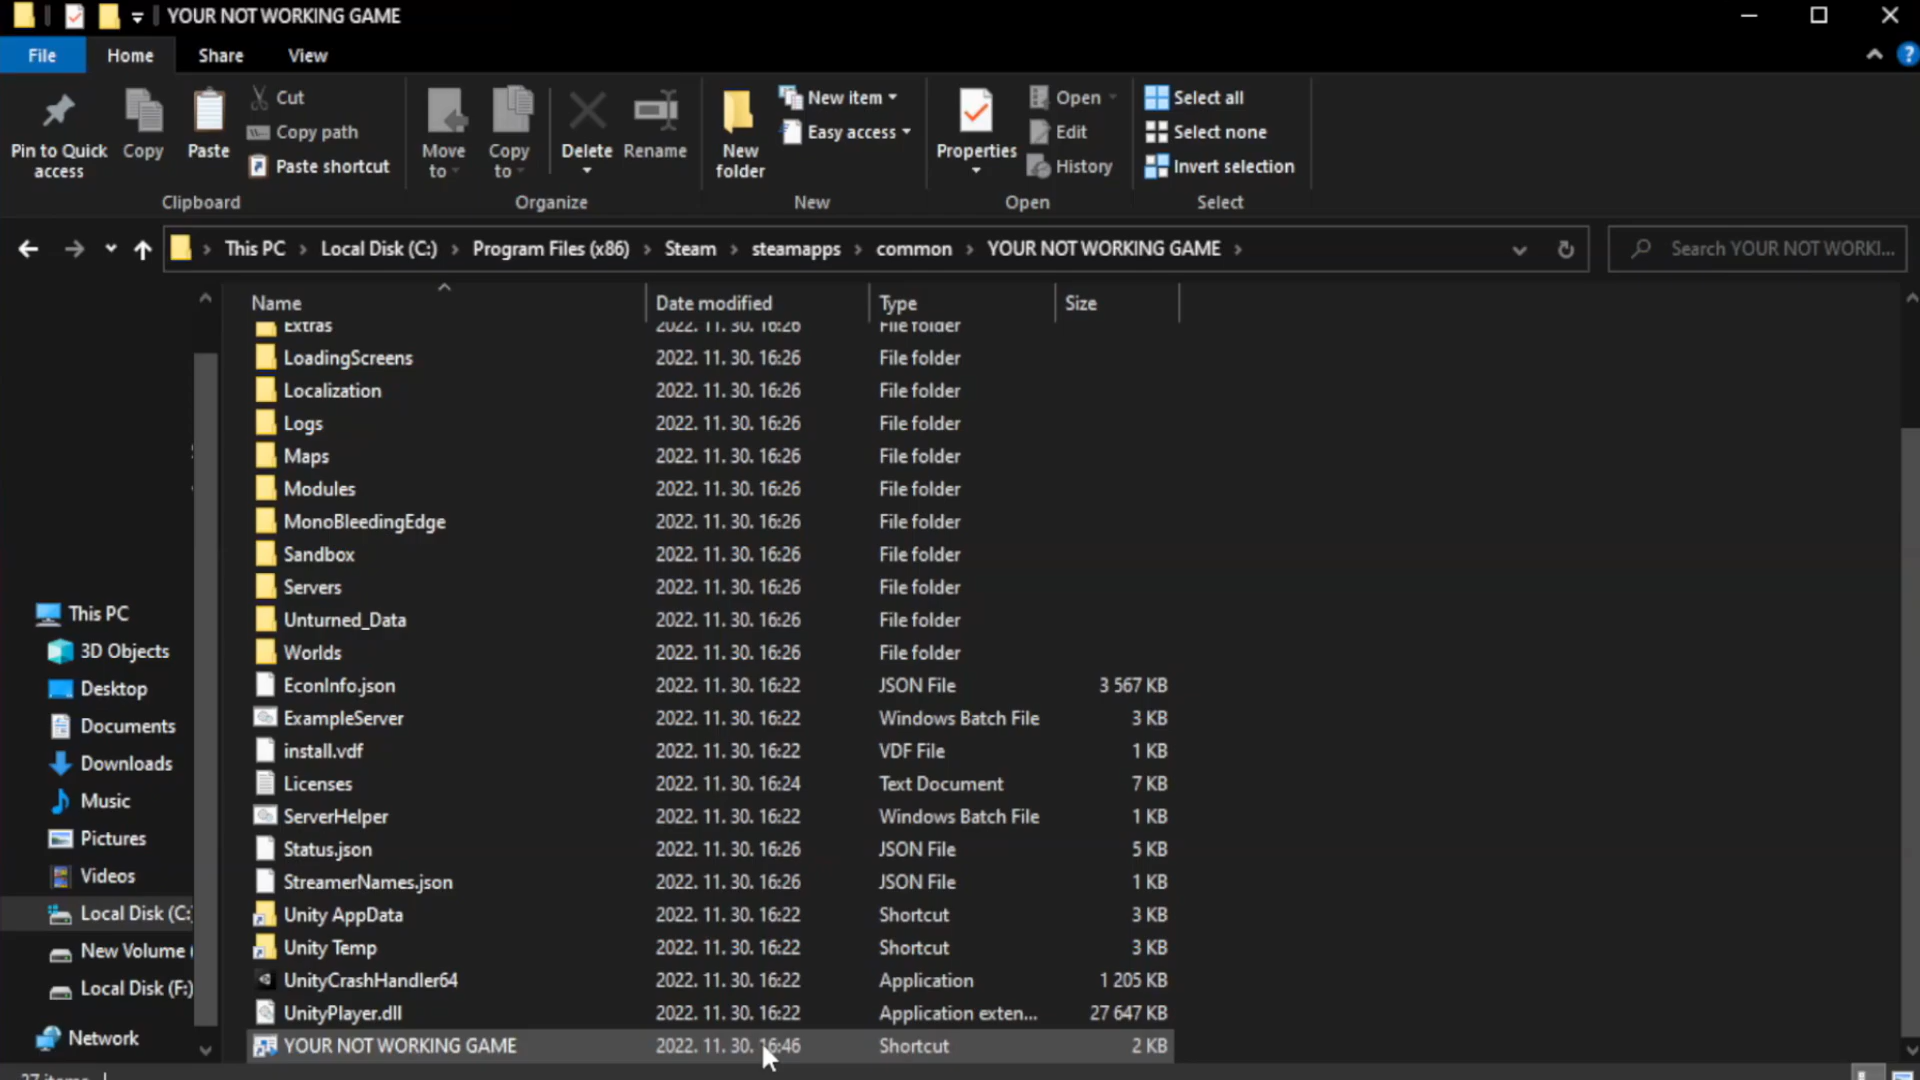 YOUR NOT WORKING GAME
File Home Share View
Pin to Quick access
Copy
Paste
Cut
Copy path
Paste shortcut
Clipboard
Move to
Copy to
Delete
Rename
Organize
New folder
New item
Easy access
New
Properties
Open
Edit
History
Open
Select all
Select none
Invert selection
Select
This PC Local Disk (C:) Program Files (x86) Steam steamapps common YOUR NOT WORKING GAME
Search YOUR NOT WORKI...
Name Date modified Type Size
Extras 2022. 11. 30. 16:26 File folder
LoadingScreens 2022. 11. 30. 16:26 File folder
Localization 2022. 11. 30. 16:26 File folder
Logs 2022. 11. 30. 16:26 File folder
Maps 2022. 11. 30. 16:26 File folder
Modules 2022. 11. 30. 16:26 File folder
MonoBleedingEdge 2022. 11. 30. 16:26 File folder
Sandbox 2022. 11. 30. 16:26 File folder
Servers 2022. 11. 30. 16:26 File folder
Unturned_Data 2022. 11. 30. 16:26 File folder
Worlds 2022. 11. 30. 16:26 File folder
EconInfo.json 2022. 11. 30. 16:22 JSON File 3 567 KB
ExampleServer 2022. 11. 30. 16:22 Windows Batch File 3 KB
install.vdf 2022. 11. 30. 16:22 VDF File 1 KB
Licenses 2022. 11. 30. 16:24 Text Document 7 KB
ServerHelper 2022. 11. 30. 16:22 Windows Batch File 1 KB
Status.json 2022. 11. 30. 16:26 JSON File 5 KB
StreamerNames.json 2022. 11. 30. 16:26 JSON File 1 KB
Unity AppData 2022. 11. 30. 16:22 Shortcut 3 KB
Unity Temp 2022. 11. 30. 16:22 Shortcut 3 KB
UnityCrashHandler64 2022. 11. 30. 16:22 Application 1 205 KB
UnityPlayer.dll 2022. 11. 30. 16:22 Application exten... 27 647 KB
YOUR NOT WORKING GAME 2022. 11. 30. 16:46 Shortcut 2 KB
This PC
3D Objects
Desktop
Documents
Downloads
Music
Pictures
Videos
Local Disk (C:
New Volume (
Local Disk (F:)
Network
27 items